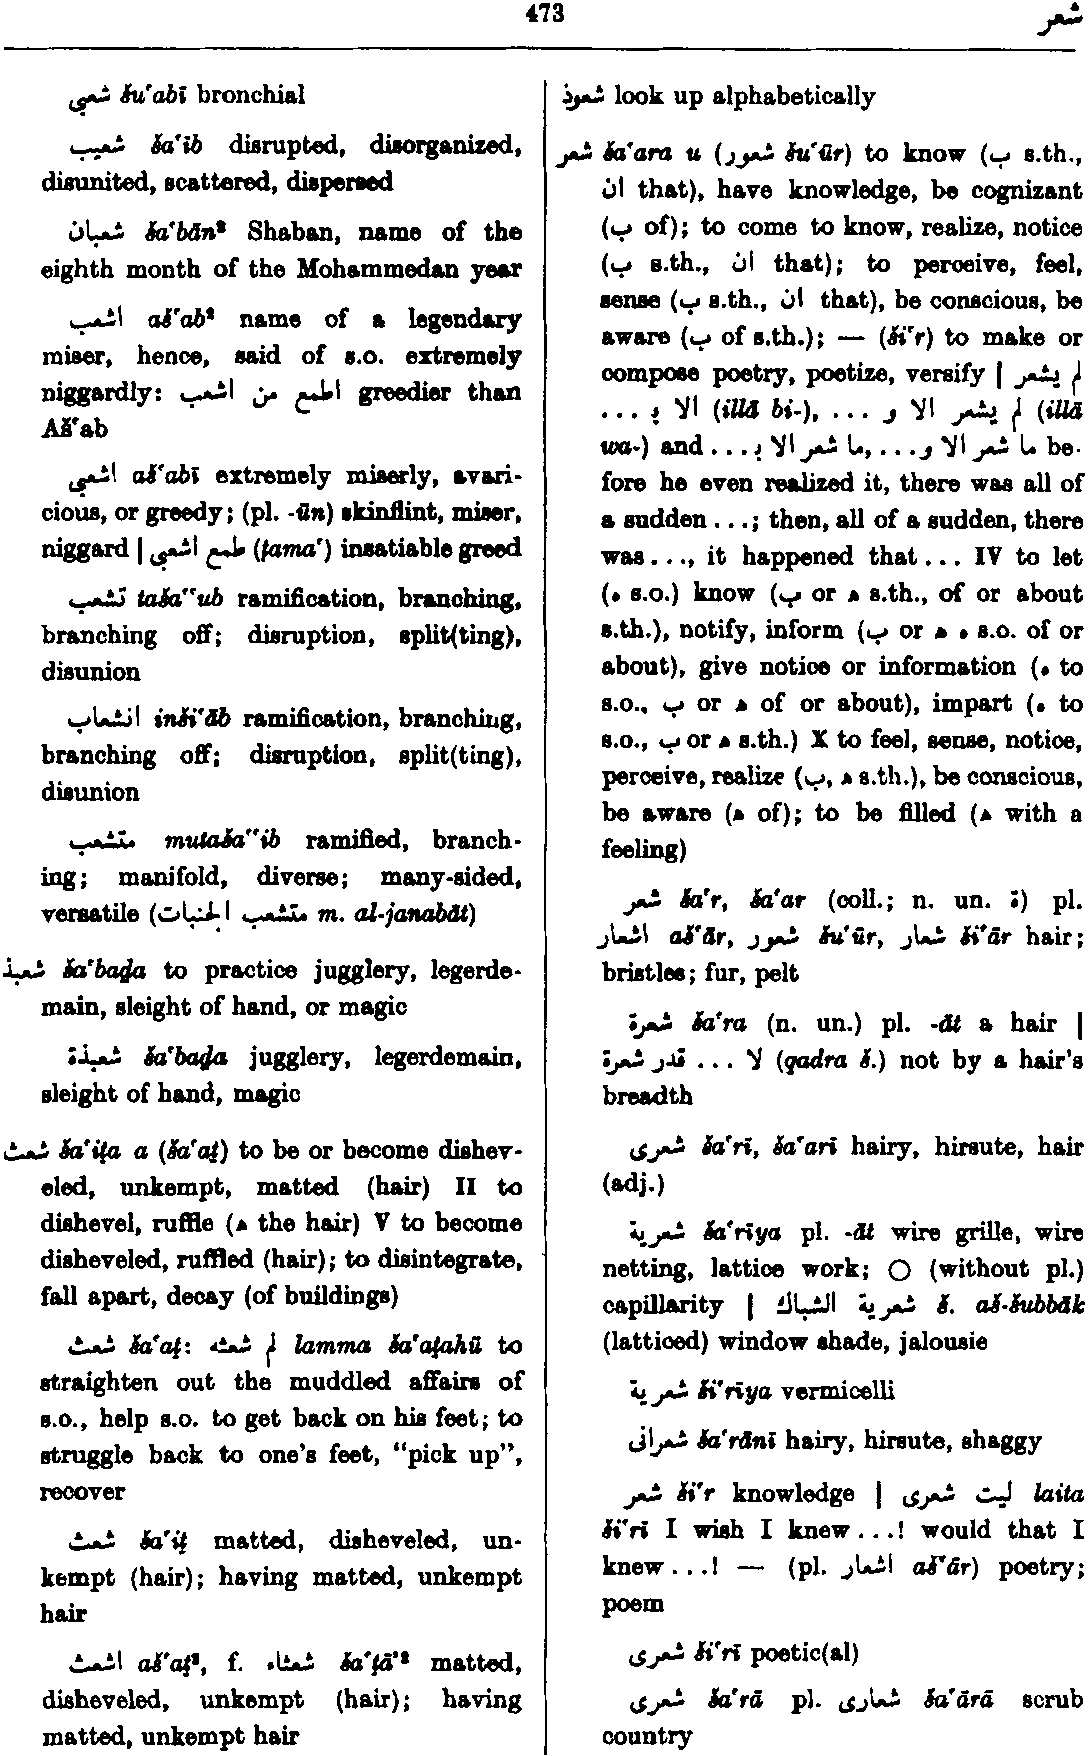 473
شعر
شعبي šu‘abī bronchial
شعيب ša‘īb disrupted, disorganized,
disunited, scattered, dispersed
شعبان ša‘bān² Shaban, name of the
eighth month of the Mohammedan year
اشعب aš‘ab² name of a legendary
miser, hence, said of s.o. extremely
niggardly: اطمع من اشعب greedier than
Aš‘ab
اشعبى aš‘abī extremely miserly, avari-
cious, or greedy; (pl. -ūn) skinflint, miser,
niggard | طمع اشعبى (ṭama‘) insatiable greed
تشعب taša‘‘ub ramification, branching,
branching off; disruption, split(ting),
disunion
انشعاب inši‘āb ramification, branching,
branching off; disruption, split(ting),
disunion
متشعب mutaša‘‘ib ramified, branch-
ing; manifold, diverse; many-sided,
versatile (متشعب الجنبات m. al-janabāt)
شعبذ ša‘baḏa to practice jugglery, legerde-
main, sleight of hand, or magic
شعبذة ša‘baḏa jugglery, legerdemain,
sleight of hand, magic
شعث ša‘iṯa a (ša‘aṯ) to be or become dishev-
eled, unkempt, matted (hair) II to
dishevel, ruffle (ه the hair) V to become
disheveled, ruffled (hair); to disintegrate,
fall apart, decay (of buildings)
شعث ša‘aṯ: لم شعثه lamma ša‘aṯahū to
straighten out the muddled affairs of
s.o., help s.o. to get back on his feet; to
struggle back to one's feet, “pick up”,
recover
شعث ša‘iṯ matted, disheveled, un-
kempt (hair); having matted, unkempt
hair
اشعث aš‘aṯ², f. شعثاء ša‘ṯā’² matted,
disheveled, unkempt (hair); having
matted, unkempt hair
شعوذ look up alphabetically
شعر ša‘ara u (شعور šu‘ūr) to know (ب s.th.,
ان that), have knowledge, be cognizant
(ب of); to come to know, realize, notice
(ب s.th., ان that); to perceive, feel,
sense (ب s.th., ان that), be conscious, be
aware (ب of s.th.); — (ši‘r) to make or
compose poetry, poetize, versify | لم يشعر
الا بـ ... (illā bi-), ... لم يشعر الا و (illā
wa-) and ... ما شعر الا و..., ما شعر الا بـ be-
fore he even realized it, there was all of
a sudden ...; then, all of a sudden, there
was ..., it happened that ... IV to let
(ه s.o.) know (ب or ه s.th., of or about
s.th.), notify, inform (ب or ه ه s.o. of or
about), give notice or information (ه to
s.o., ب or ه of or about), impart (ه to
s.o., ب or ه s.th.) X to feel, sense, notice,
perceive, realize (ب, ه s.th.), be conscious,
be aware (ه of); to be filled (ه with a
feeling)
شعر ša‘r, ša‘ar (coll.; n. un. ة) pl.
اشعار aš‘ār, شعور šu‘ūr, شعار ši‘ār hair;
bristles; fur, pelt
شعرة ša‘ra (n. un.) pl. -āt a hair |
لا ... قدر شعرة (qadra š.) not by a hair's
breadth
شعرى ša‘rī, ša‘arī hairy, hirsute, hair
(adj.)
شعرية ša‘rīya pl. -āt wire grille, wire
netting, lattice work; ○ (without pl.)
capillarity | شعرية الشباك š. aš-šubbāk
(latticed) window shade, jalousie
شعرية ši‘rīya vermicelli
شعرانى ša‘rānī hairy, hirsute, shaggy
شعر ši‘r knowledge | ليت شعرى laita
ši‘rī I wish I knew ...! would that I
knew ...! — (pl. اشعار aš‘ār) poetry;
poem
شعرى ši‘rī poetic(al)
شعرى ša‘rā pl. شعارى ša‘ārā scrub
country